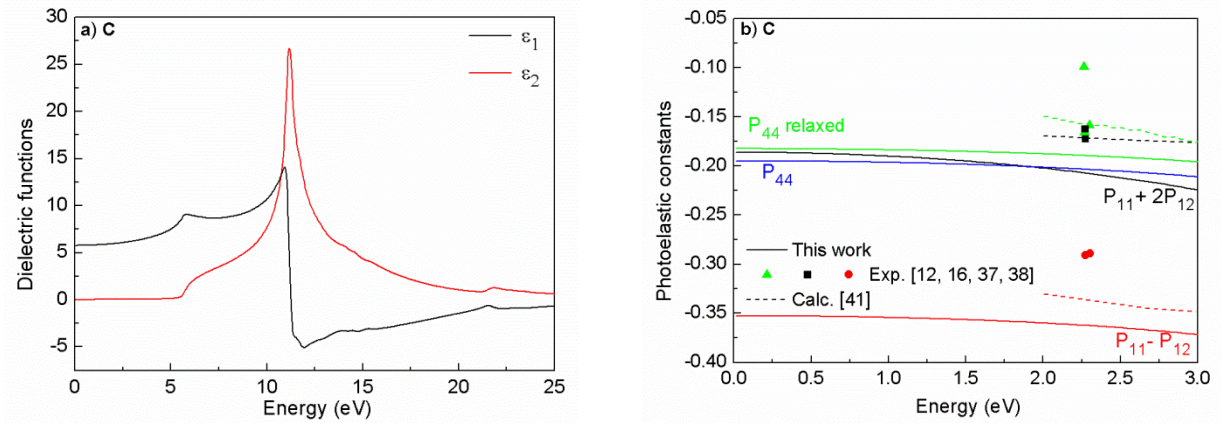 a) C
ε1
ε2
30
25
20
15
10
5
0
-5
Dielectric functions
0
5
10
15
20
25
Energy (eV)
b) C
-0.05
-0.10
-0.15
-0.20
-0.25
-0.30
-0.35
-0.40
Photoelastic constants
P44 relaxed
P44
P11+ 2P12
This work
Exp. [12, 16, 37, 38]
Calc. [41]
P11- P12
0.0
0.5
1.0
1.5
2.0
2.5
3.0
Energy (eV)